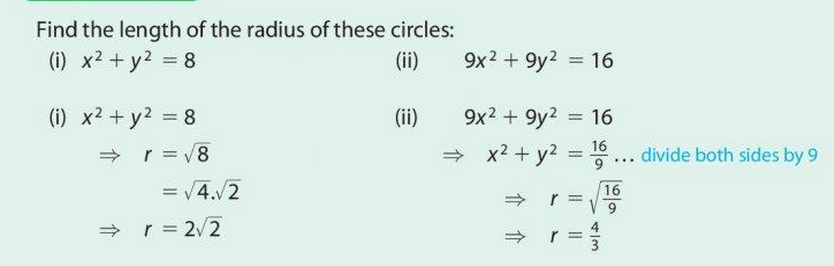 Find the length of the radius of these circles:
(i) x² + y² = 8
(ii) 9x² + 9y² = 16
(i) x² + y² = 8
⇒ r = √8
= √4.√2
⇒ r = 2√2
(ii) 9x² + 9y² = 16
⇒ x² + y² = 16/9 ... divide both sides by 9
⇒ r = √(16/9)
⇒ r = 4/3